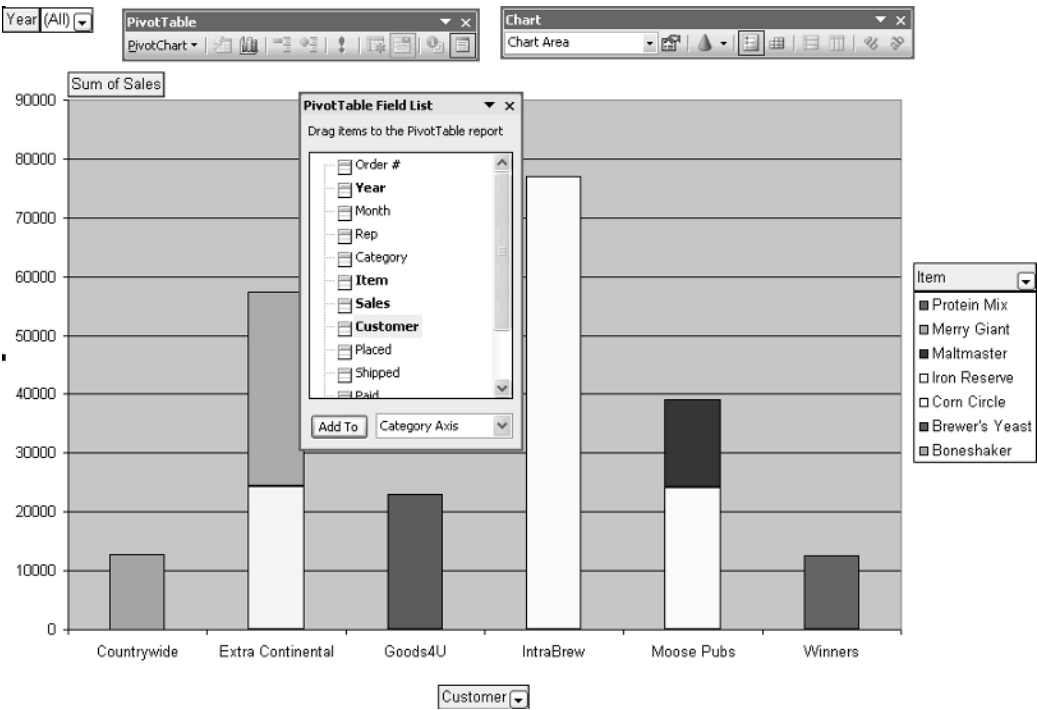 Year (All)
PivotTable
PivotChart
Chart
Chart Area
Sum of Sales
90000
80000
70000
60000
50000
40000
30000
20000
10000
0
PivotTable Field List
Drag items to the PivotTable report
Order #
Year
Month
Rep
Category
Item
Sales
Customer
Placed
Shipped
Paid
Add To Category Axis
Item
Protein Mix
Merry Giant
Maltmaster
Iron Reserve
Corn Circle
Brewer's Yeast
Boneshaker
Countrywide Extra Continental Goods4U IntraBrew Moose Pubs Winners
Customer